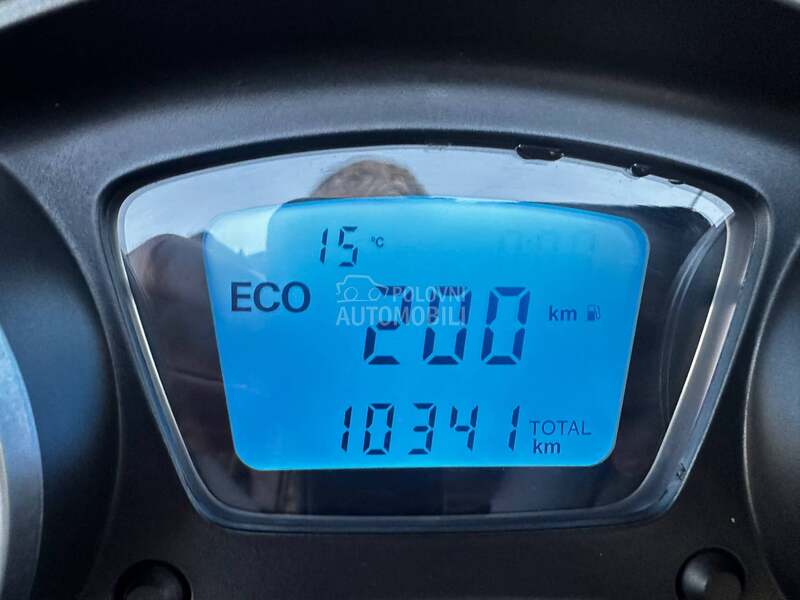 15 °C
ECO 200 km
POLOVNI
AUTOMOBILI
10341 TOTAL
km